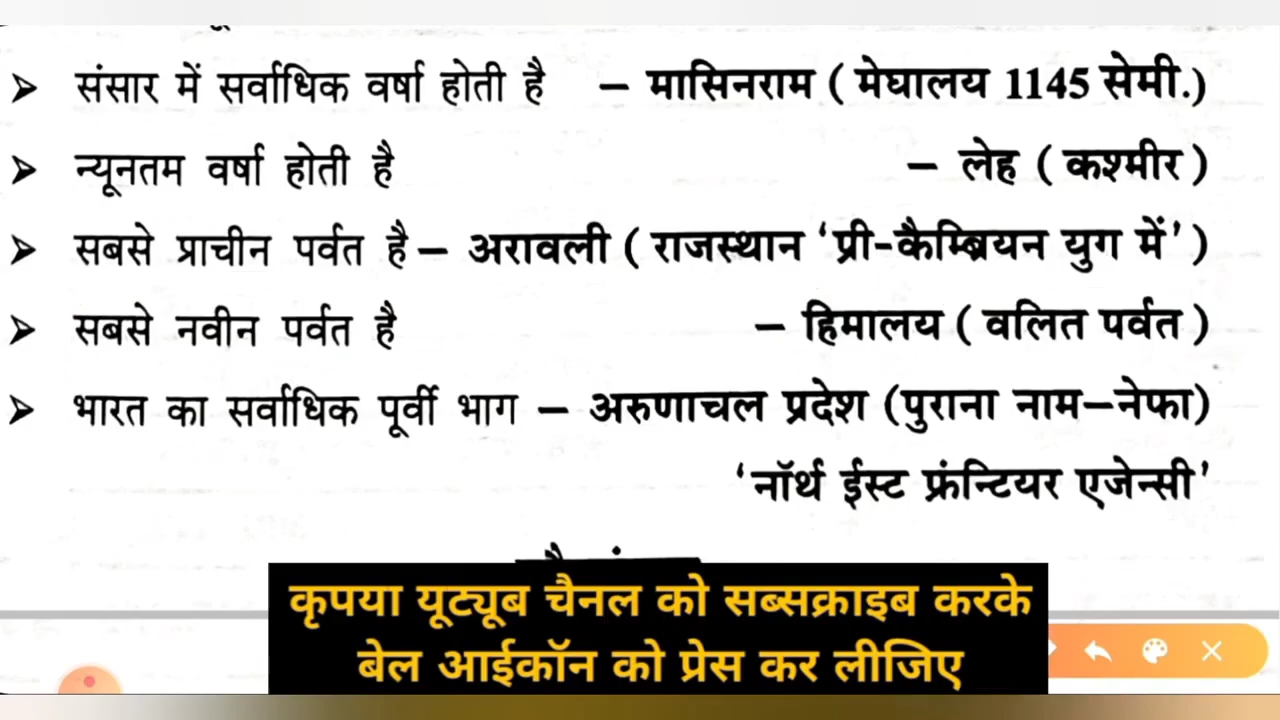 ➤ संसार में सर्वाधिक वर्षा होती है – मासिनराम ( मेघालय 1145 सेमी.)
➤ न्यूनतम वर्षा होती है – लेह ( कश्मीर )
➤ सबसे प्राचीन पर्वत है – अरावली ( राजस्थान ‘प्री-कैम्ब्रियन युग में’ )
➤ सबसे नवीन पर्वत है – हिमालय ( वलित पर्वत )
➤ भारत का सर्वाधिक पूर्वी भाग – अरुणाचल प्रदेश (पुराना नाम–नेफा)
‘नॉर्थ ईस्ट फ्रंन्टियर एजेन्सी’
कृपया यूट्यूब चैनल को सब्सक्राइब करके
बेल आईकॉन को प्रेस कर लीजिए